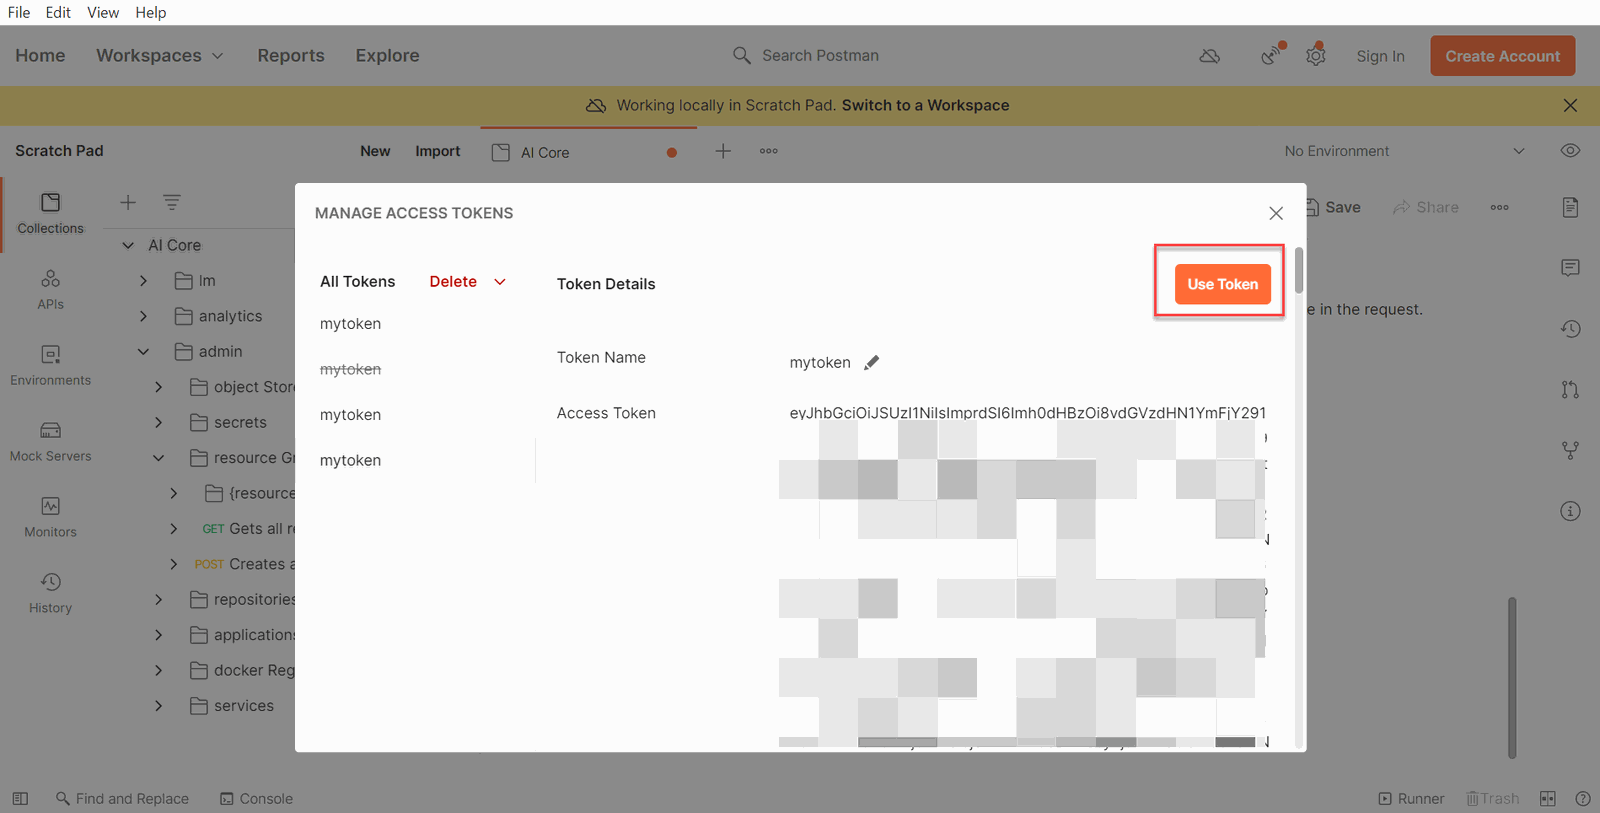 File Edit View Help
Home Workspaces Reports Explore Search Postman Sign In Create Account
Working locally in Scratch Pad. Switch to a Workspace
Scratch Pad New Import AI Core No Environment
Collections
APIs
Environments
Mock Servers
Monitors
History
AI Core
lm
analytics
admin
object Stor
secrets
resource Gr
{resource
GET Gets all re
POST Creates a
repositories
applications
docker Reg
services
Save Share
e in the request.
MANAGE ACCESS TOKENS
All Tokens Delete
mytoken
mytoken
mytoken
mytoken
Token Details Use Token
Token Name mytoken
Access Token eyJhbGciOiJSUzI1NiIsImprdSI6Imh0dHBzOi8vdGVzdHN1YmFjY291
Find and Replace Console Runner Trash